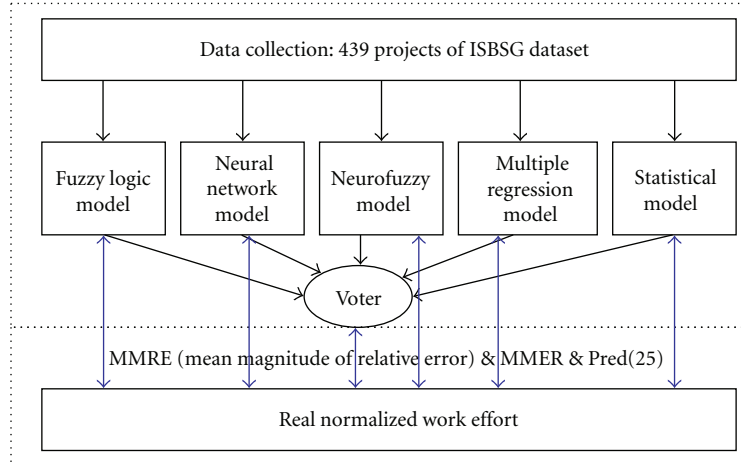 Data collection: 439 projects of ISBSG dataset
Fuzzy logic
model
Neural
network
model
Neurofuzzy
model
Multiple
regression
model
Statistical
model
Voter
MMRE (mean magnitude of relative error) & MMER & Pred(25)
Real normalized work effort